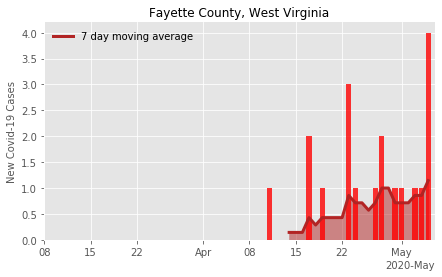 Fayette County, West Virginia
7 day moving average
New Covid-19 Cases
4.0
3.5
3.0
2.5
2.0
1.5
1.0
0.5
0.0
08 15 22 Apr 08 15 22 May
2020-May